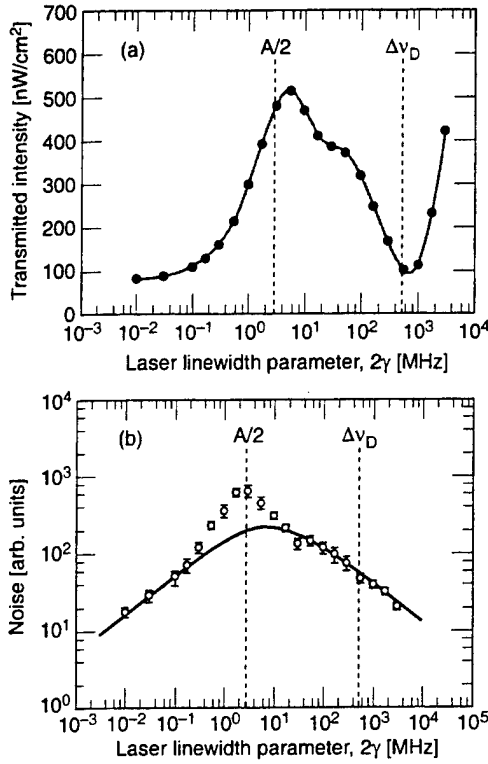 700
600
500
400
300
200
100
0
Transmitted intensity [nW/cm²]
(a)
A/2
Δν_D
10⁻³ 10⁻² 10⁻¹ 10⁰ 10¹ 10² 10³ 10⁴
Laser linewidth parameter, 2γ [MHz]
10⁴
10³
10²
10¹
10⁰
Noise [arb. units]
(b)
A/2
Δν_D
10⁻³ 10⁻² 10⁻¹ 10⁰ 10¹ 10² 10³ 10⁴ 10⁵
Laser linewidth parameter, 2γ [MHz]